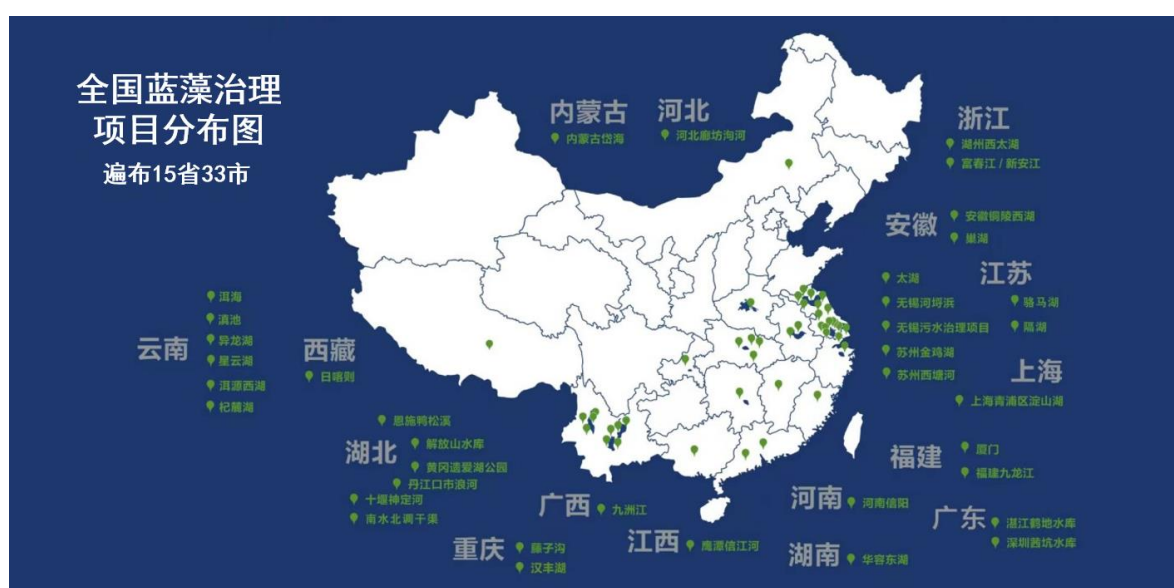 全国蓝藻治理
项目分布图
遍布15省33市
内蒙古
内蒙古岱海
河北
河北廊坊洵河
浙江
湖州西太湖
富春江 / 新安江
安徽
安徽铜陵西湖
巢湖
江苏
太湖
骆马湖
无锡河埒浜
无锡污水治理项目
滆湖
苏州金鸡湖
苏州西塘河
上海
上海青浦区淀山湖
云南
洱海
滇池
异龙湖
星云湖
洱源西湖
杞麓湖
西藏
日喀则
湖北
恩施鸭松溪
解放山水库
黄冈遗爱湖公园
丹江口市浪河
十堰神定河
南水北调干渠
福建
厦门
福建九龙江
广西
九洲江
河南
河南信阳
广东
湛江鹤地水库
深圳茜坑水库
重庆
藤子沟
汉丰湖
江西
鹰潭信江河
湖南
华容东湖